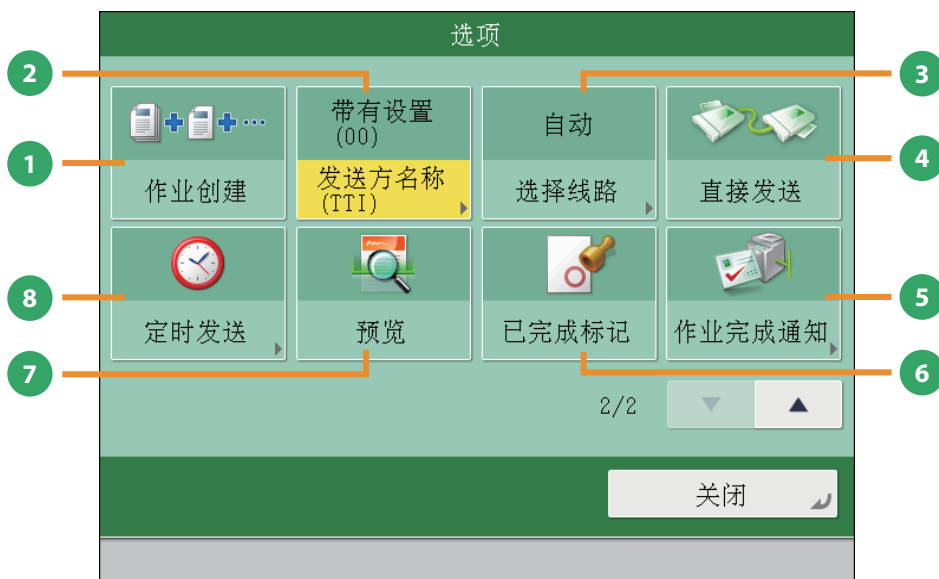 选项
2
3
带有设置
(00)
自动
1
4
作业创建
发送方名称
(TTI)
选择线路
直接发送
8
5
定时发送
预览
已完成标记
作业完成通知
7
6
2/2
关闭